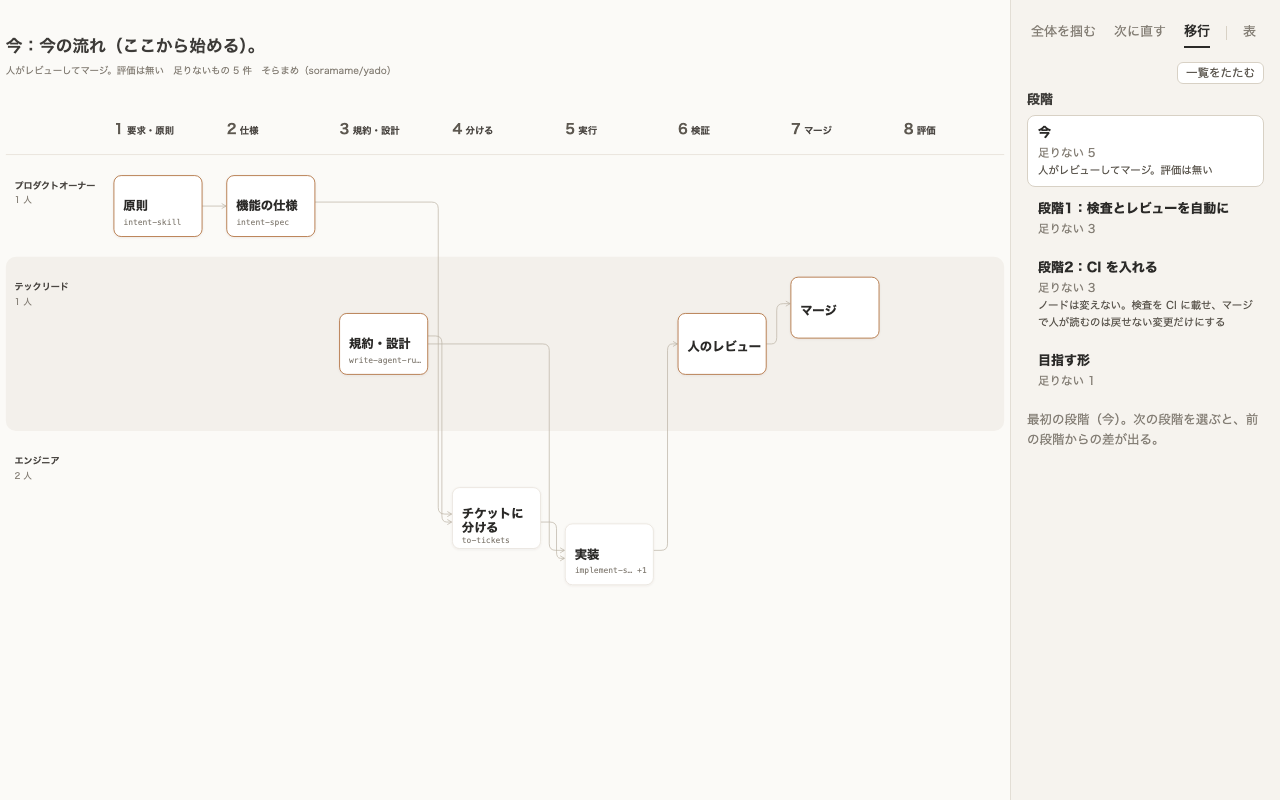 今：今の流れ（ここから始める）。
人がレビューしてマージ。評価は無い　足りないもの 5 件　そらまめ（soramame/yado）
1 要求・原則
2 仕様
3 規約・設計
4 分ける
5 実行
6 検証
7 マージ
8 評価
プロダクトオーナー
1 人
原則
intent-skill
機能の仕様
intent-spec
テックリード
1 人
規約・設計
write-agent-ru…
人のレビュー
マージ
エンジニア
2 人
チケットに
分ける
to-tickets
実装
implement-s… +1
全体を掴む
次に直す
移行
表
一覧をたたむ
段階
今
足りない 5
人がレビューしてマージ。評価は無い
段階1：検査とレビューを自動に
足りない 3
段階2：CI を入れる
足りない 3
ノードは変えない。検査を CI に載せ、マージ
で人が読むのは戻せない変更だけにする
目指す形
足りない 1
最初の段階（今）。次の段階を選ぶと、前
の段階からの差が出る。